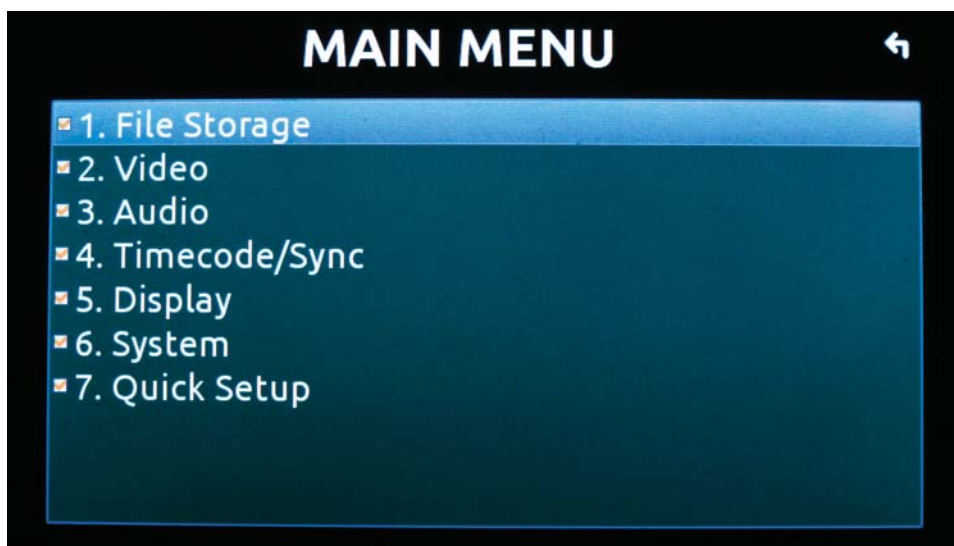 MAIN MENU
1. File Storage
2. Video
3. Audio
4. Timecode/Sync
5. Display
6. System
7. Quick Setup